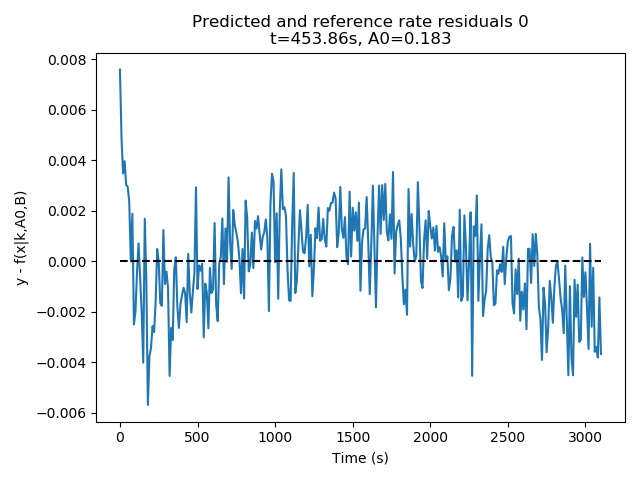 Predicted and reference rate residuals 0
t=453.86s, A0=0.183
0.008
0.006
0.004
0.002
0.000
−0.002
−0.004
−0.006
y - f(x|k,A0,B)
0 500 1000 1500 2000 2500 3000
Time (s)